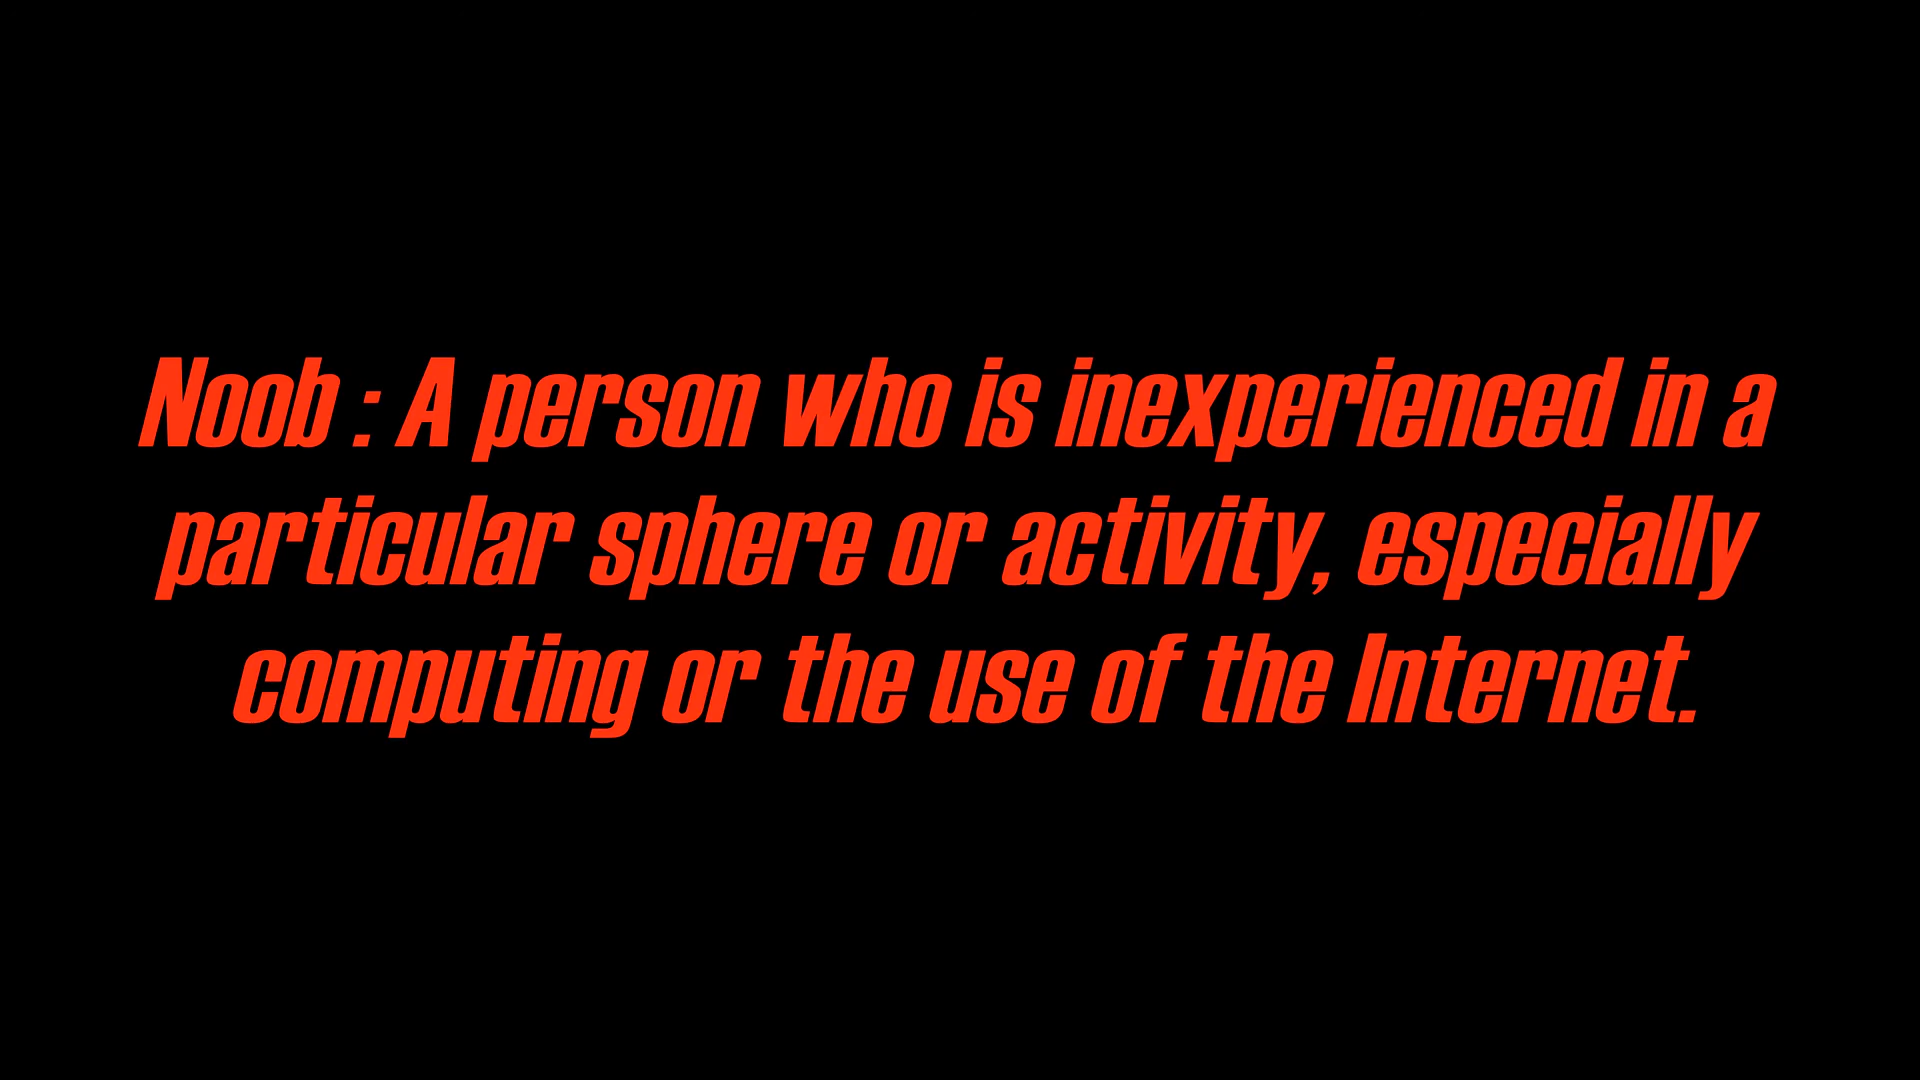 Noob : A person who is inexperienced in a
particular sphere or activity, especially
computing or the use of the Internet.